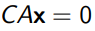 CAx = 0